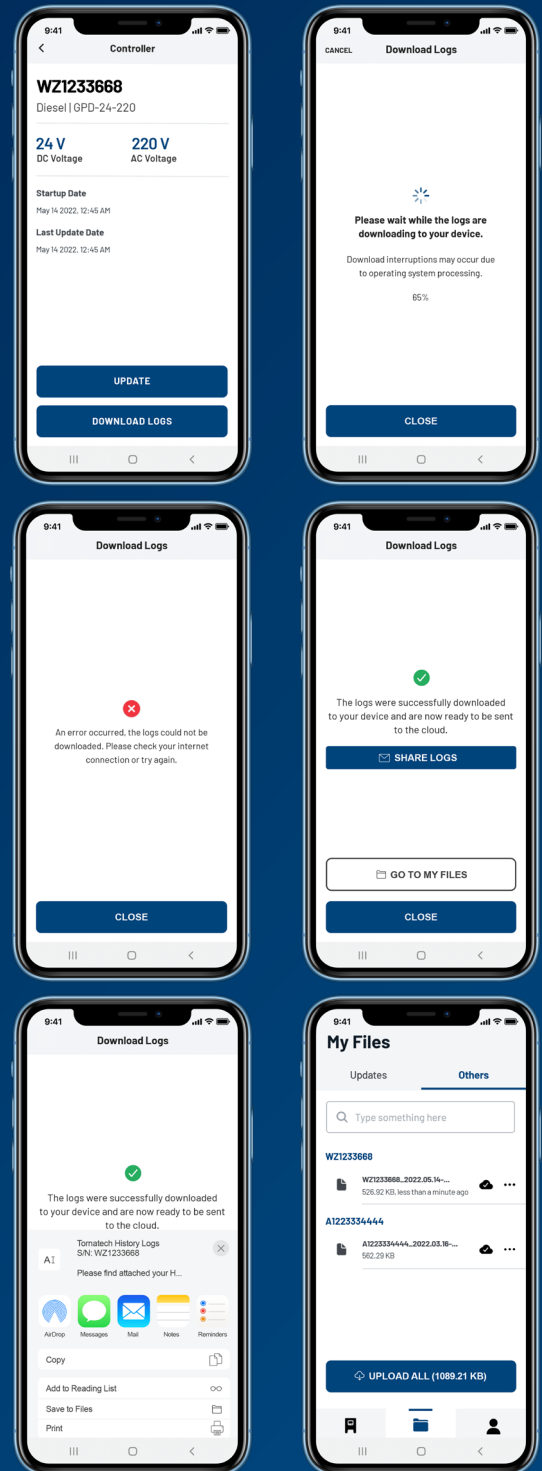 9:41
Controller
WZ1233668
Diesel | GPD-24-220
24 V
220 V
DC Voltage
AC Voltage
Startup Date
May 14 2022, 12:45 AM
Last Update Date
May 14 2022, 12:45 AM
UPDATE
DOWNLOAD LOGS
9:41
CANCEL
Download Logs
Please wait while the logs are
downloading to your device.
Download interruptions may occur due
to operating system processing.
65%
CLOSE
9:41
Download Logs
An error occurred, the logs could not be
downloaded. Please check your internet
connection or try again.
CLOSE
9:41
Download Logs
The logs were successfully downloaded
to your device and are now ready to be sent
to the cloud.
SHARE LOGS
GO TO MY FILES
CLOSE
9:41
Download Logs
The logs were successfully downloaded
to your device and are now ready to be sent
to the cloud.
AI
Tornatech History Logs
S/N: WZ1233668
Please find attached your H...
AirDrop
Messages
Mail
Notes
Reminders
Copy
Add to Reading List
Save to Files
Print
9:41
My Files
Updates
Others
Type something here
WZ1233668
WZ1233668_2022.05.14-...
526.92 KB, less than a minute ago
A1223334444
A1223334444_2022.03.16-...
562.29 KB
UPLOAD ALL (1089.21 KB)